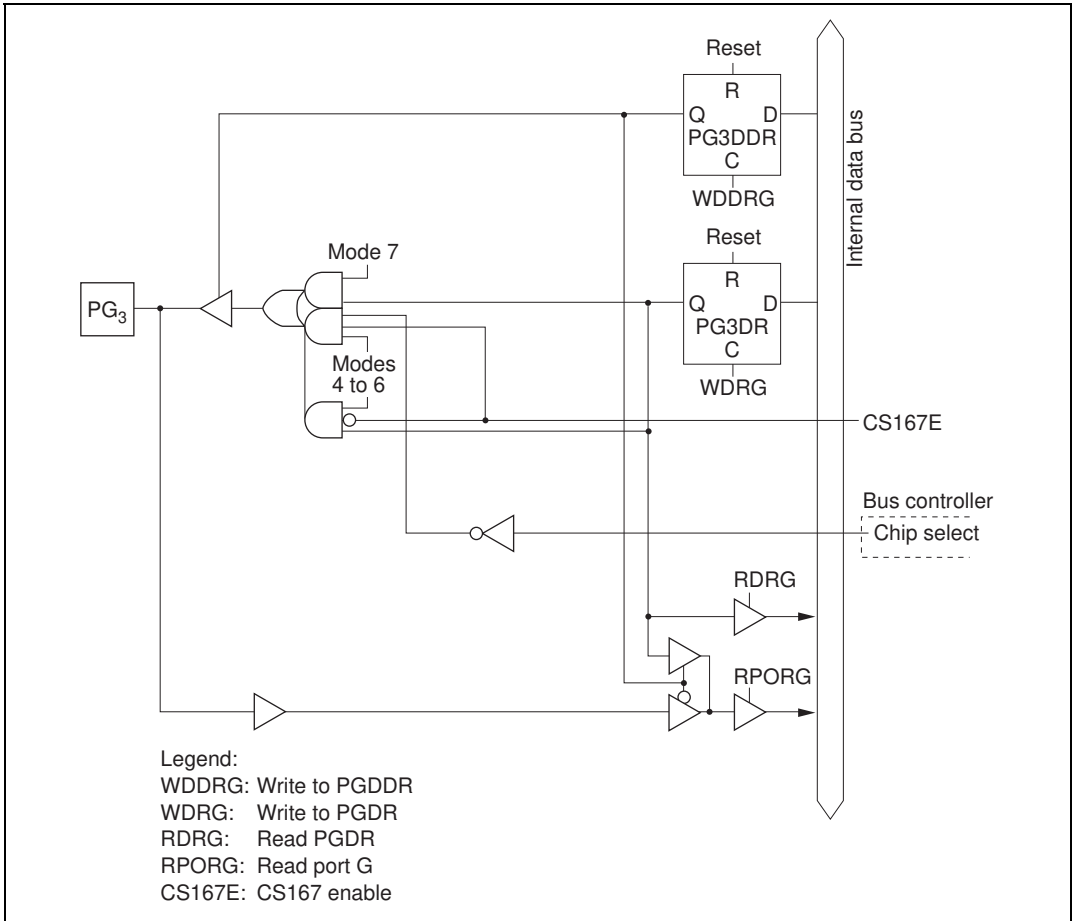 Reset
R
Q D
PG3DDR
C
WDDRG
Internal data bus
Reset
Mode 7
R
Q D
PG3DR
C
WDRG
PG3
Modes
4 to 6
CS167E
Bus controller
Chip select
RDRG
RPORG
Legend:
WDDRG: Write to PGDDR
WDRG: Write to PGDR
RDRG: Read PGDR
RPORG: Read port G
CS167E: CS167 enable